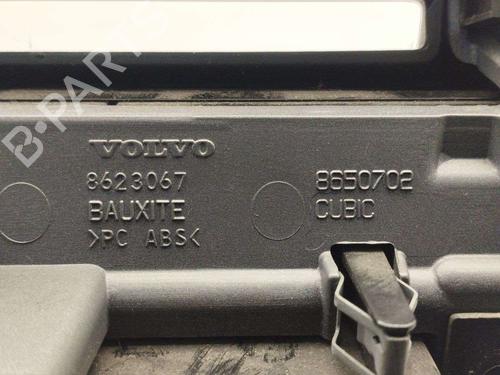 B-PARTS
VOLVO
8623067 8650702
BAUXITE CUBIC
>PC ABS<